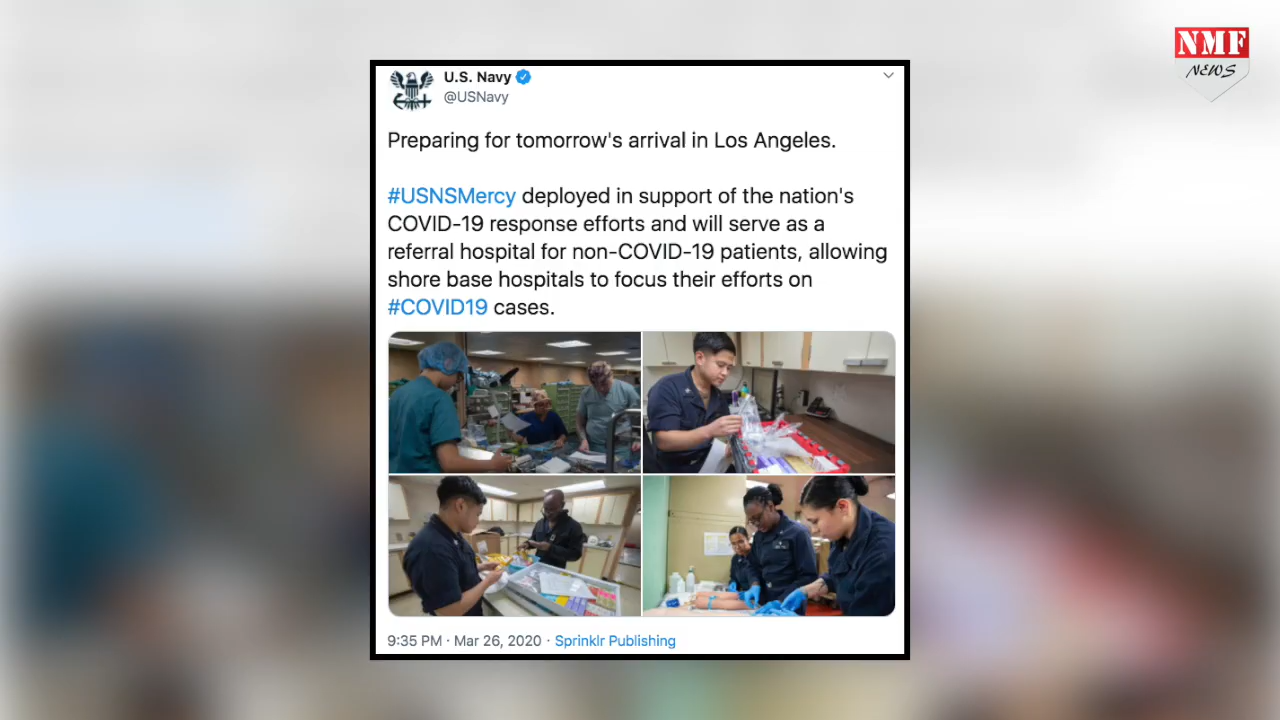 NMF
NEWS
U.S. Navy
@USNavy
Preparing for tomorrow's arrival in Los Angeles.
#USNSMercy deployed in support of the nation's
COVID-19 response efforts and will serve as a
referral hospital for non-COVID-19 patients, allowing
shore base hospitals to focus their efforts on
#COVID19 cases.
9:35 PM · Mar 26, 2020 · Sprinklr Publishing